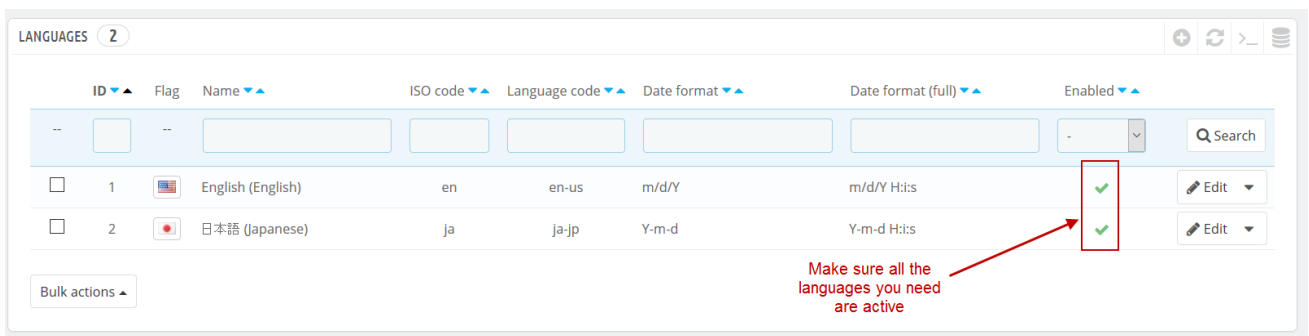 LANGUAGES 2
ID Flag Name ISO code Language code Date format Date format (full) Enabled
-- -- - Search
1 English (English) en en-us m/d/Y m/d/Y H:i:s Edit
2 日本語 (Japanese) ja ja-jp Y-m-d Y-m-d H:i:s Edit
Make sure all the
languages you need
are active
Bulk actions